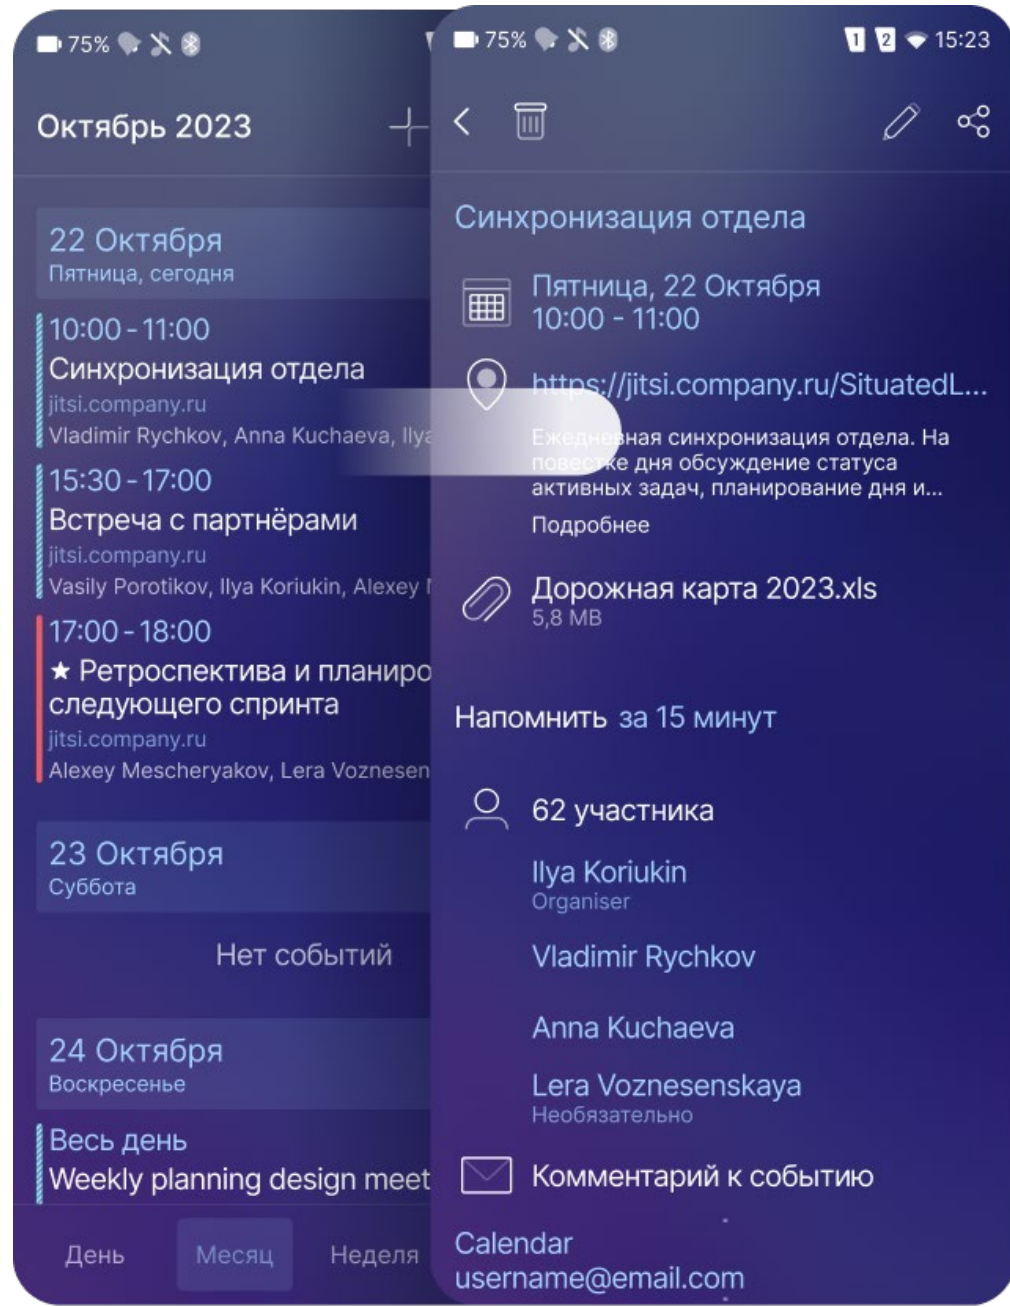 75%
Октябрь 2023
22 Октября
Пятница, сегодня
10:00 - 11:00
Синхронизация отдела
jitsi.company.ru
Vladimir Rychkov, Anna Kuchaeva, Ilya
15:30 - 17:00
Встреча с партнёрами
jitsi.company.ru
Vasily Porotikov, Ilya Koriukin, Alexey
17:00 - 18:00
★ Ретроспектива и планиро
следующего спринта
jitsi.company.ru
Alexey Mescheryakov, Lera Voznesen
23 Октября
Суббота
Нет событий
24 Октября
Воскресенье
Весь день
Weekly planning design meet
День Месяц Неделя
75% 1 2 15:23
Синхронизация отдела
Пятница, 22 Октября
10:00 - 11:00
https://jitsi.company.ru/SituatedL...
Ежедневная синхронизация отдела. На
повестке дня обсуждение статуса
активных задач, планирование дня и...
Подробнее
Дорожная карта 2023.xls
5,8 MB
Напомнить за 15 минут
62 участника
Ilya Koriukin
Organiser
Vladimir Rychkov
Anna Kuchaeva
Lera Voznesenskaya
Необязательно
Комментарий к событию
Calendar
username@email.com